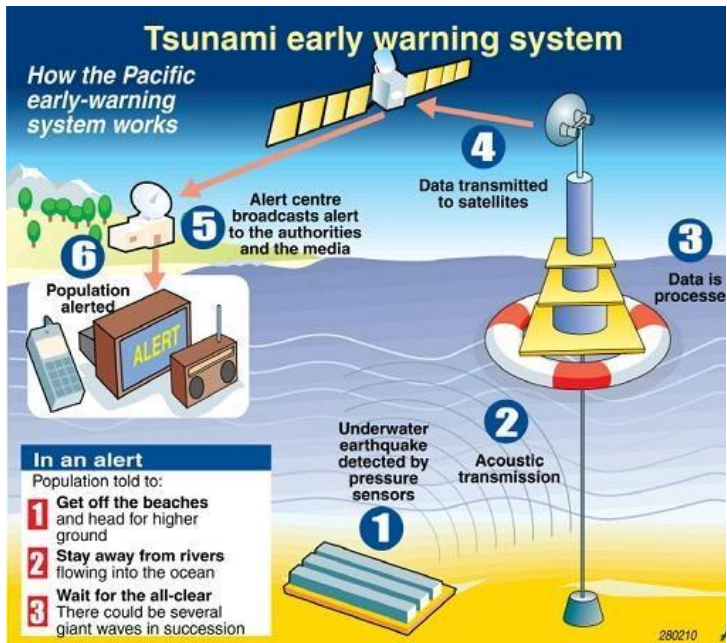 Tsunami early warning system
How the Pacific
early-warning
system works
4
Data transmitted
to satellites
5
Alert centre
broadcasts alert
to the authorities
and the media
3
Data is
processe
6
Population
alerted
ALERT
2
Acoustic
transmission
Underwater
earthquake
detected by
pressure
sensors
1
In an alert
Population told to:
1 Get off the beaches
and head for higher
ground
2 Stay away from rivers
flowing into the ocean
3 Wait for the all-clear
There could be several
giant waves in succession
280210